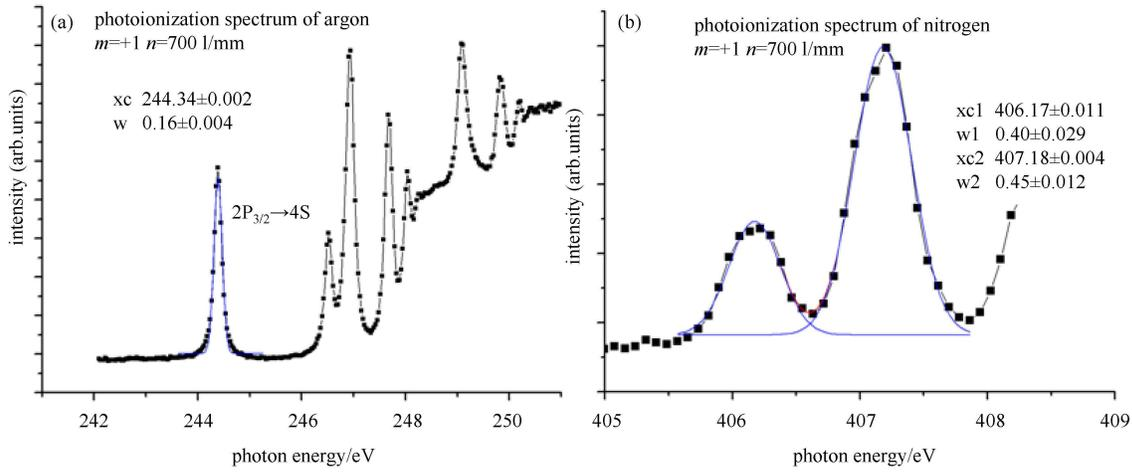 (a) photoionization spectrum of argon
m=+1 n=700 l/mm
xc 244.34±0.002
w 0.16±0.004
2P3/2→4S
intensity (arb.units)
242 244 246 248 250
photon energy/eV
(b) photoionization spectrum of nitrogen
m=+1 n=700 l/mm
xc1 406.17±0.011
w1 0.40±0.029
xc2 407.18±0.004
w2 0.45±0.012
intensity (arb.units)
405 406 407 408 409
photon energy/eV